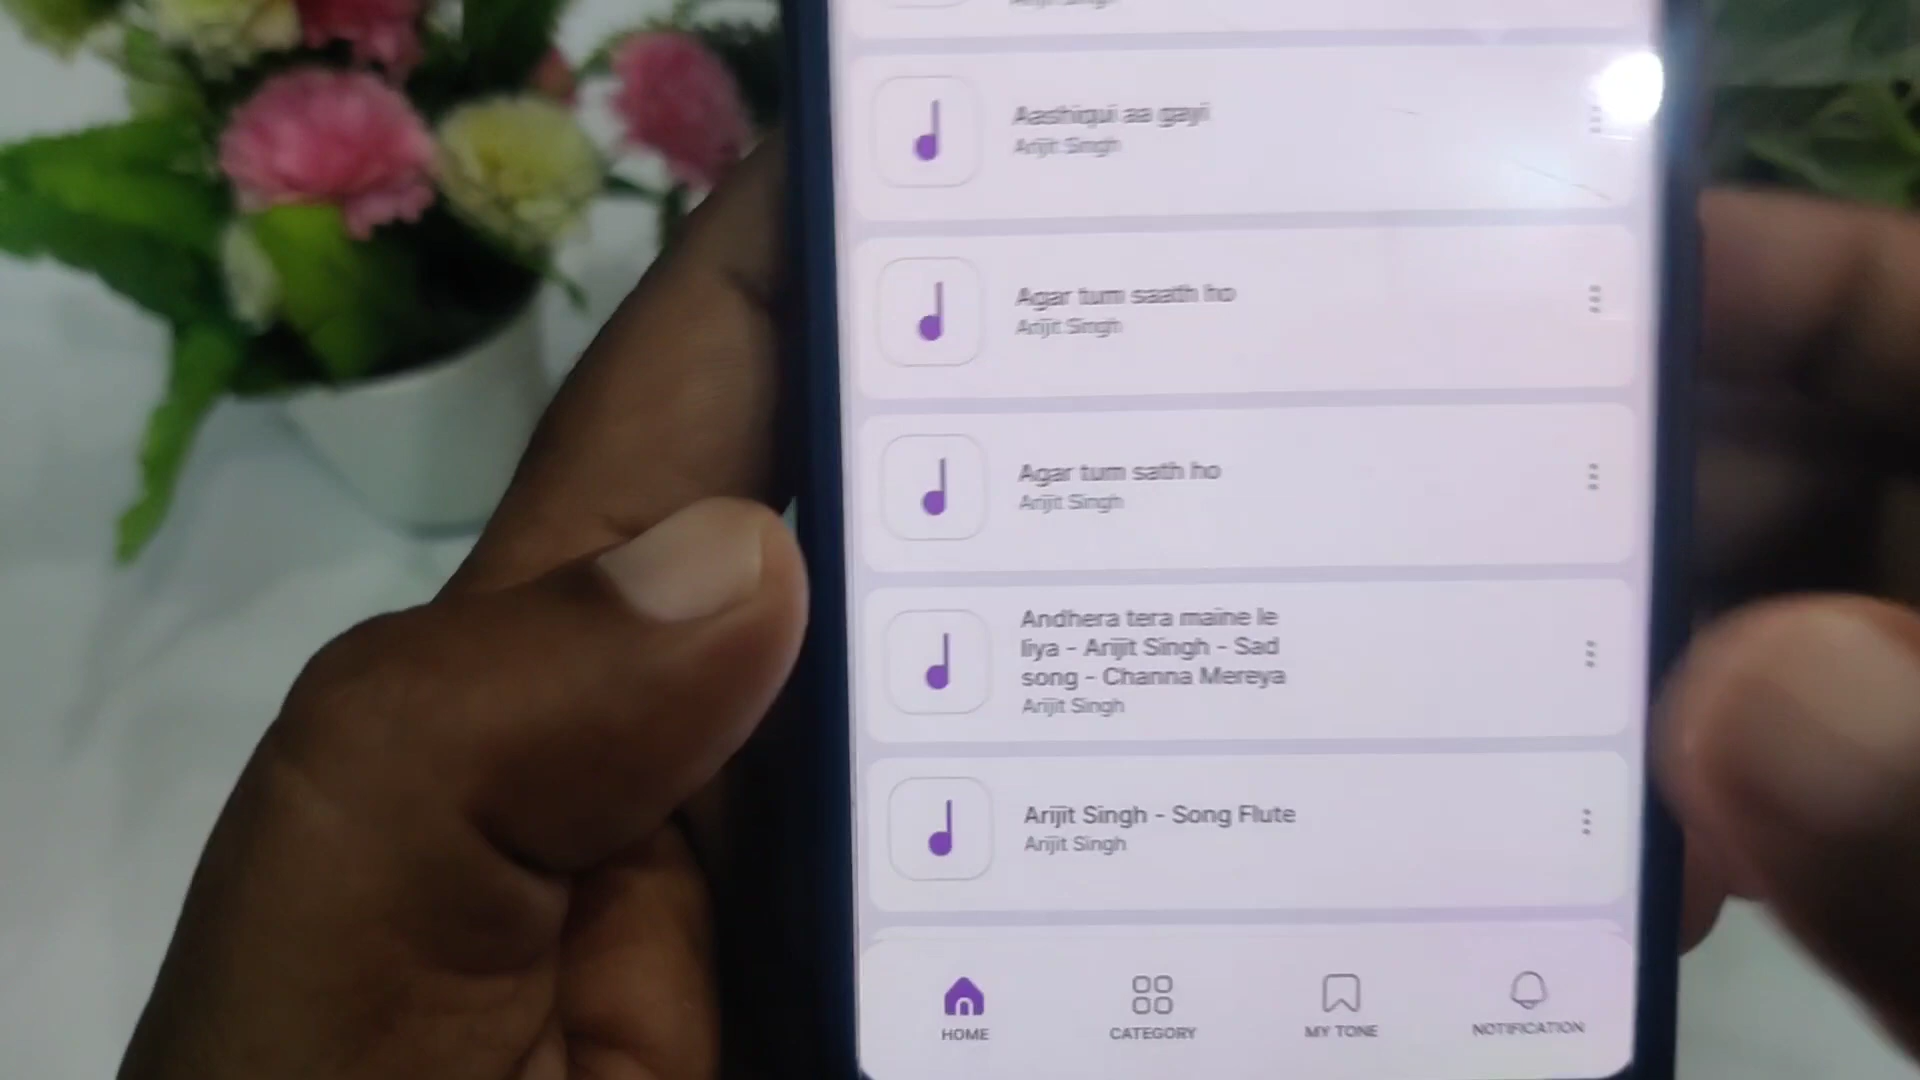 Arijit Singh
Aashiqui aa gayi
Arijit Singh
Agar tum saath ho
Arijit Singh
Agar tum sath ho
Arijit Singh
Andhera tera maine le
liya - Arijit Singh - Sad
song - Channa Mereya
Arijit Singh
Arijit Singh - Song Flute
Arijit Singh
HOME
CATEGORY
MY TONE
NOTIFICATION